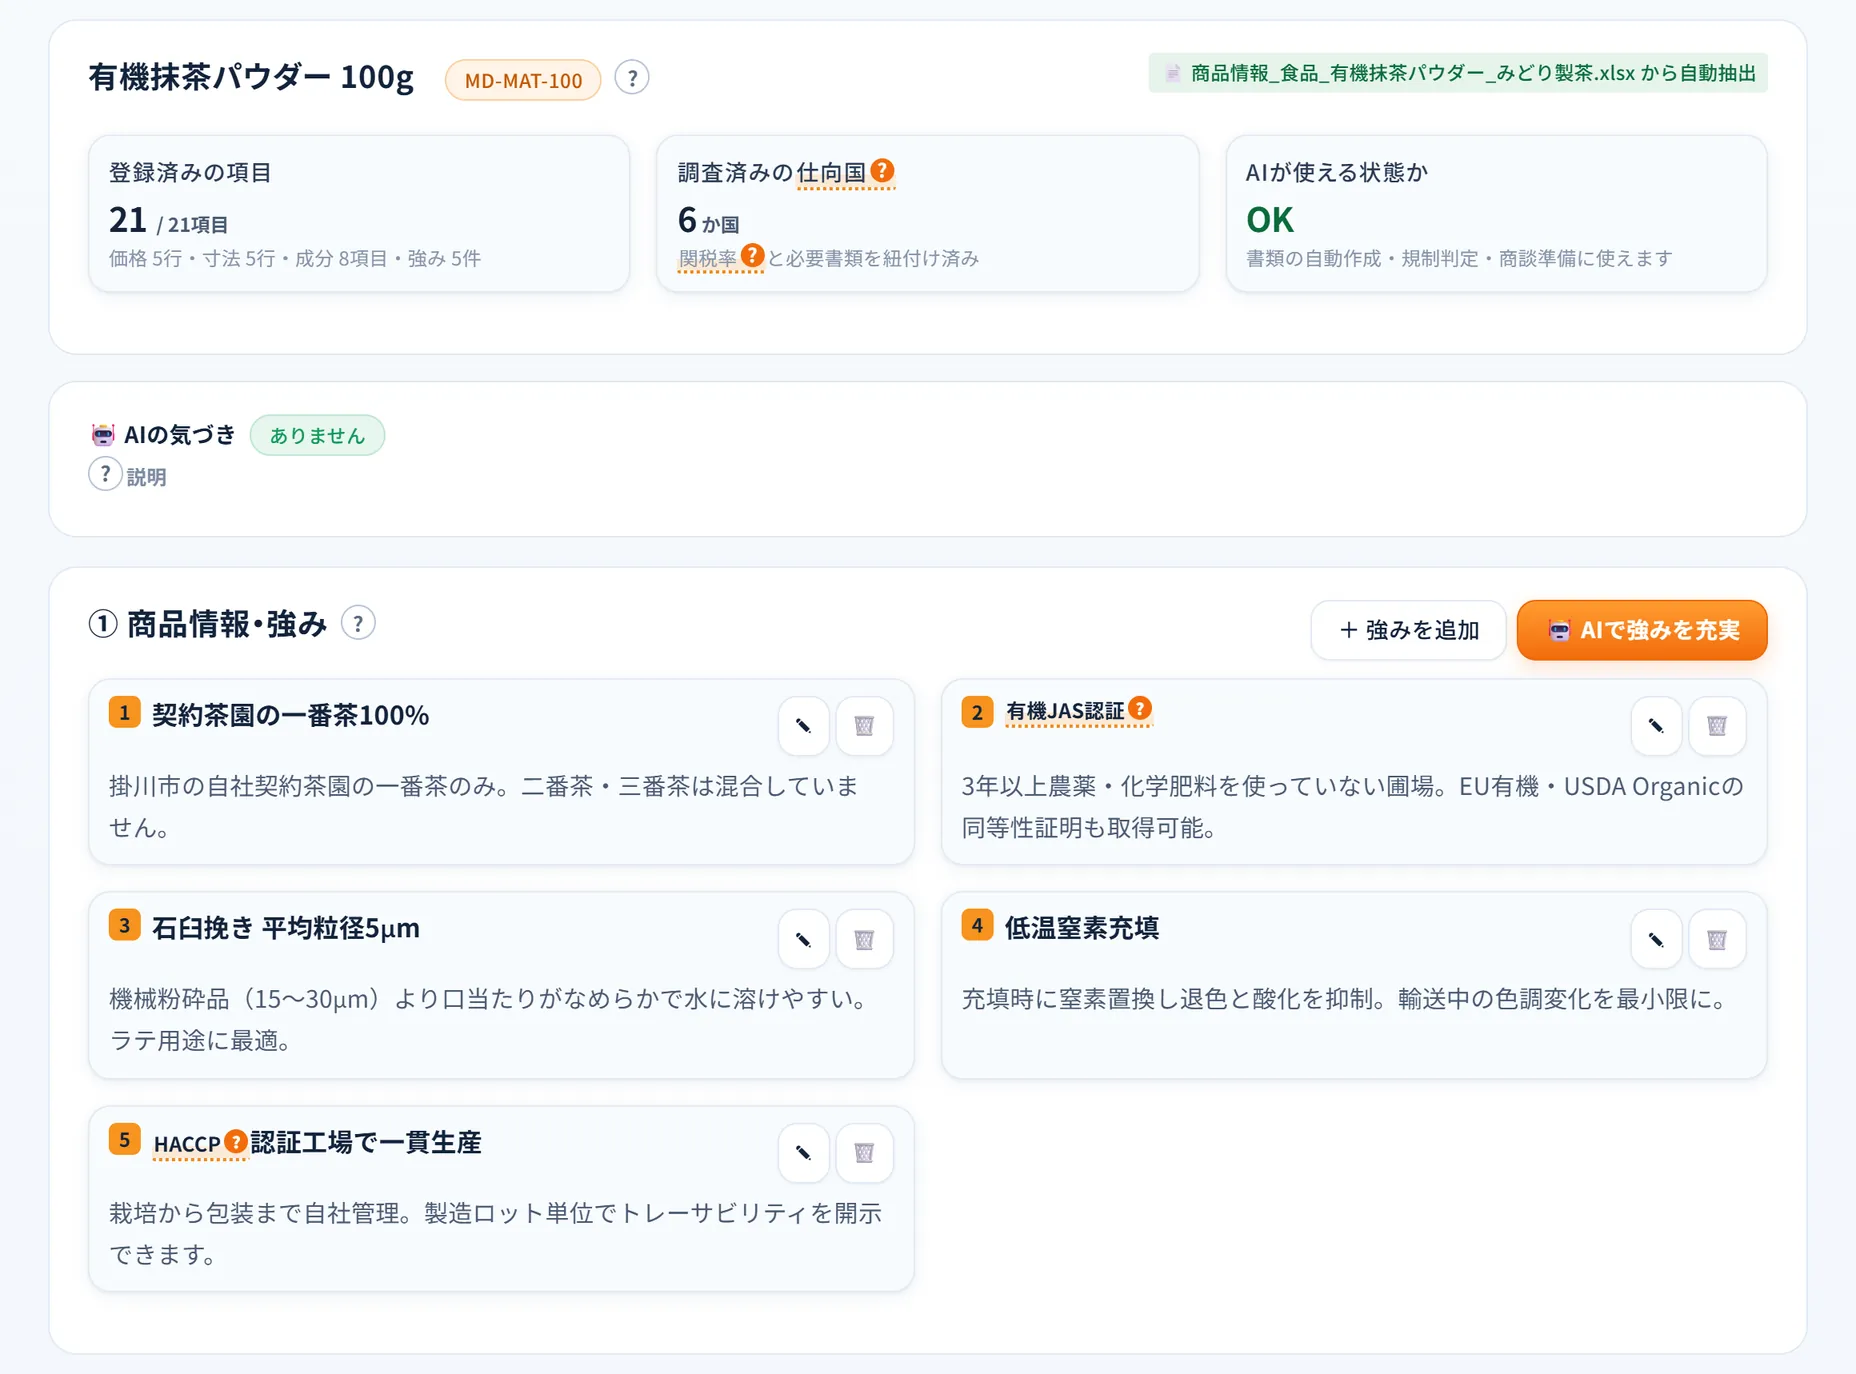 有機抹茶パウダー 100g
MD-MAT-100
?
商品情報_食品_有機抹茶パウダー_みどり製茶.xlsx から自動抽出
登録済みの項目
21 / 21項目
価格 5行・寸法 5行・成分 8項目・強み 5件
調査済みの仕向国?
6 か国
関税率?と必要書類を紐付け済み
AIが使える状態か
OK
書類の自動作成・規制判定・商談準備に使えます
AIの気づき
ありません
? 説明
① 商品情報・強み ?
＋ 強みを追加
AIで強みを充実
1 契約茶園の一番茶100%
掛川市の自社契約茶園の一番茶のみ。二番茶・三番茶は混合していま
せん。
2 有機JAS認証?
3年以上農薬・化学肥料を使っていない圃場。EU有機・USDA Organicの
同等性証明も取得可能。
3 石臼挽き 平均粒径5μm
機械粉砕品（15〜30μm）より口当たりがなめらかで水に溶けやすい。
ラテ用途に最適。
4 低温窒素充填
充填時に窒素置換し退色と酸化を抑制。輸送中の色調変化を最小限に。
5 HACCP?認証工場で一貫生産
栽培から包装まで自社管理。製造ロット単位でトレーサビリティを開示
できます。